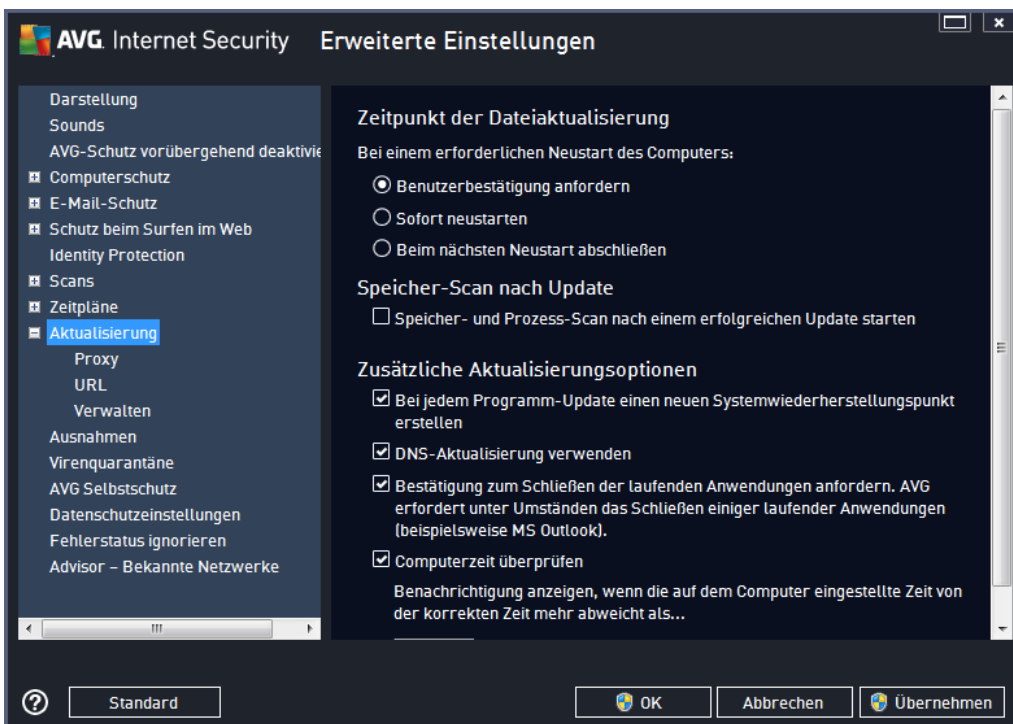 AVG. Internet Security Erweiterte Einstellungen
Darstellung
Sounds
AVG-Schutz vorübergehend deaktivie
Computerschutz
E-Mail-Schutz
Schutz beim Surfen im Web
Identity Protection
Scans
Zeitpläne
Aktualisierung
Proxy
URL
Verwalten
Ausnahmen
Virenquarantäne
AVG Selbstschutz
Datenschutzeinstellungen
Fehlerstatus ignorieren
Advisor – Bekannte Netzwerke
Zeitpunkt der Dateiaktualisierung
Bei einem erforderlichen Neustart des Computers:
Benutzerbestätigung anfordern
Sofort neustarten
Beim nächsten Neustart abschließen
Speicher-Scan nach Update
Speicher- und Prozess-Scan nach einem erfolgreichen Update starten
Zusätzliche Aktualisierungsoptionen
Bei jedem Programm-Update einen neuen Systemwiederherstellungspunkt
erstellen
DNS-Aktualisierung verwenden
Bestätigung zum Schließen der laufenden Anwendungen anfordern. AVG
erfordert unter Umständen das Schließen einiger laufender Anwendungen
(beispielsweise MS Outlook).
Computerzeit überprüfen
Benachrichtigung anzeigen, wenn die auf dem Computer eingestellte Zeit von
der korrekten Zeit mehr abweicht als...
Standard
OK
Abbrechen
Übernehmen